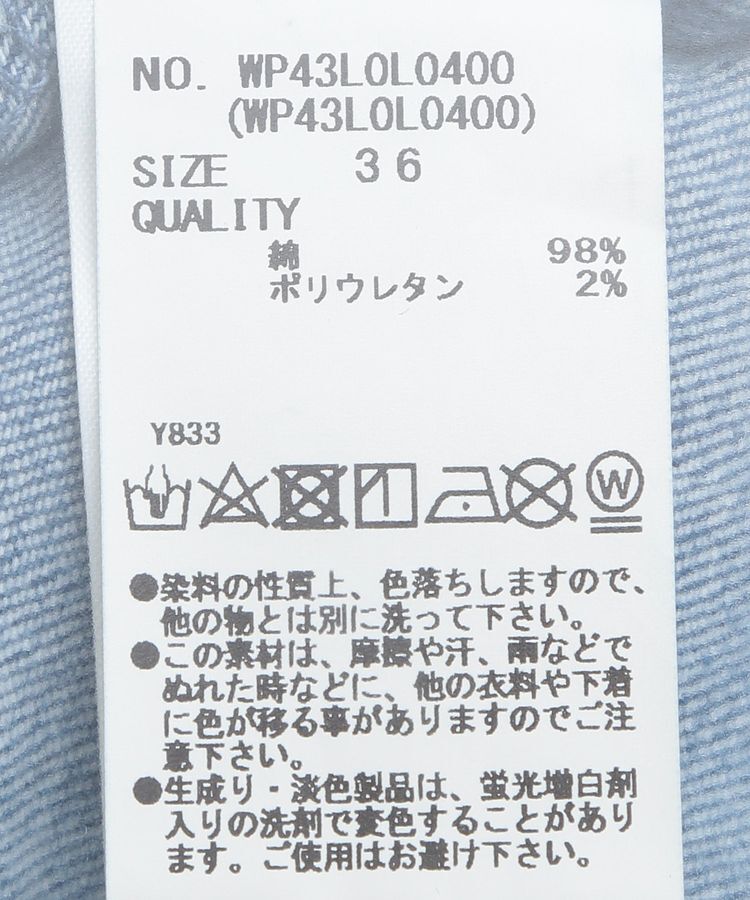 NO. WP43L0L0400
(WP43L0L0400)
SIZE 36
QUALITY
綿 98%
ポリウレタン 2%
Y833
W
●染料の性質上、色落ちしますので、
他の物とは別に洗って下さい。
●この素材は、摩擦や汗、雨などで
ぬれた時などに、他の衣料や下着
に色が移る事がありますのでご注
意下さい。
●生成り・淡色製品は、蛍光増白剤
入りの洗剤で変色することがあり
ます。ご使用はお避け下さい。